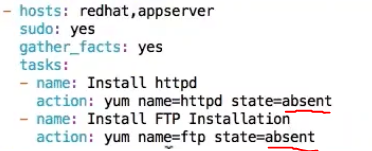 - hosts: redhat,appserver
  sudo: yes
  gather_facts: yes
  tasks:
  - name: Install httpd
    action: yum name=httpd state=absent
  - name: Install FTP Installation
    action: yum name=ftp state=absent